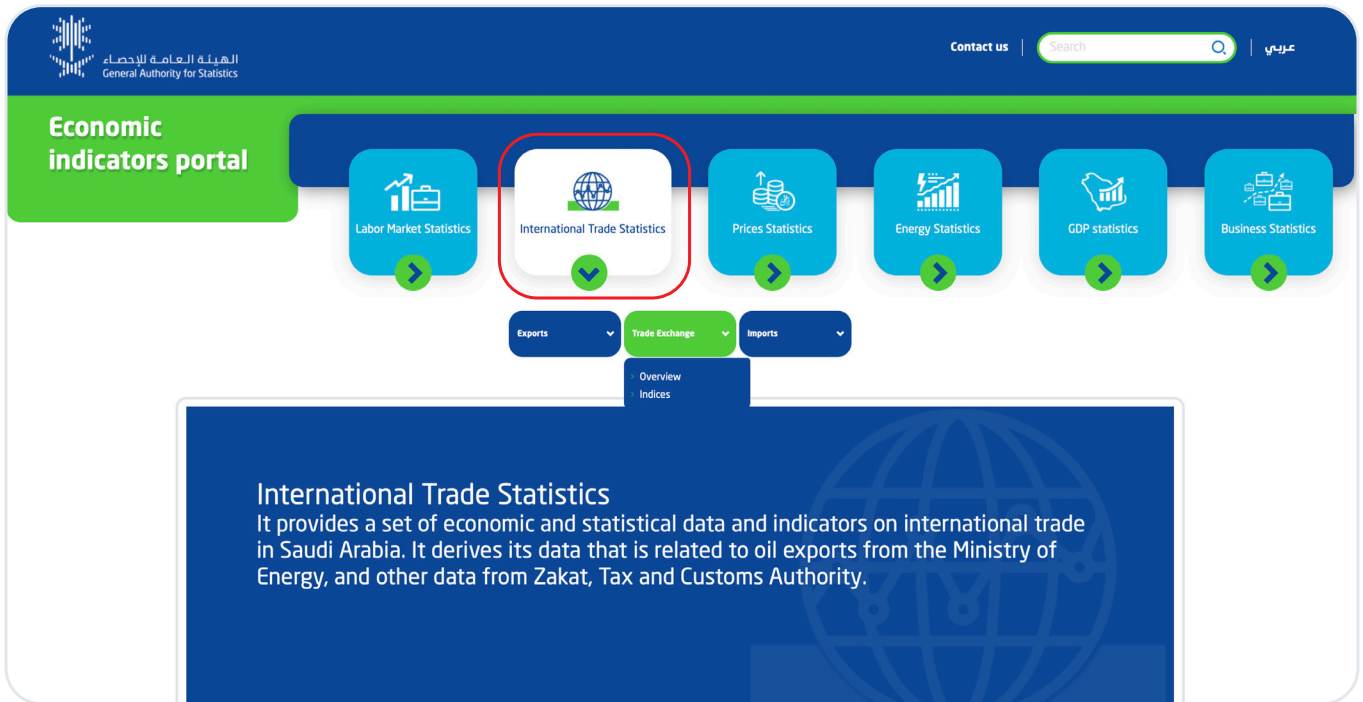 الهيئة العامة للإحصاء
General Authority for Statistics
Contact us
Search
عربي
Economic
indicators portal
Labor Market Statistics
International Trade Statistics
Prices Statistics
Energy Statistics
GDP statistics
Business Statistics
Exports
Trade Exchange
Imports
Overview
Indices
International Trade Statistics
It provides a set of economic and statistical data and indicators on international trade
in Saudi Arabia. It derives its data that is related to oil exports from the Ministry of
Energy, and other data from Zakat, Tax and Customs Authority.